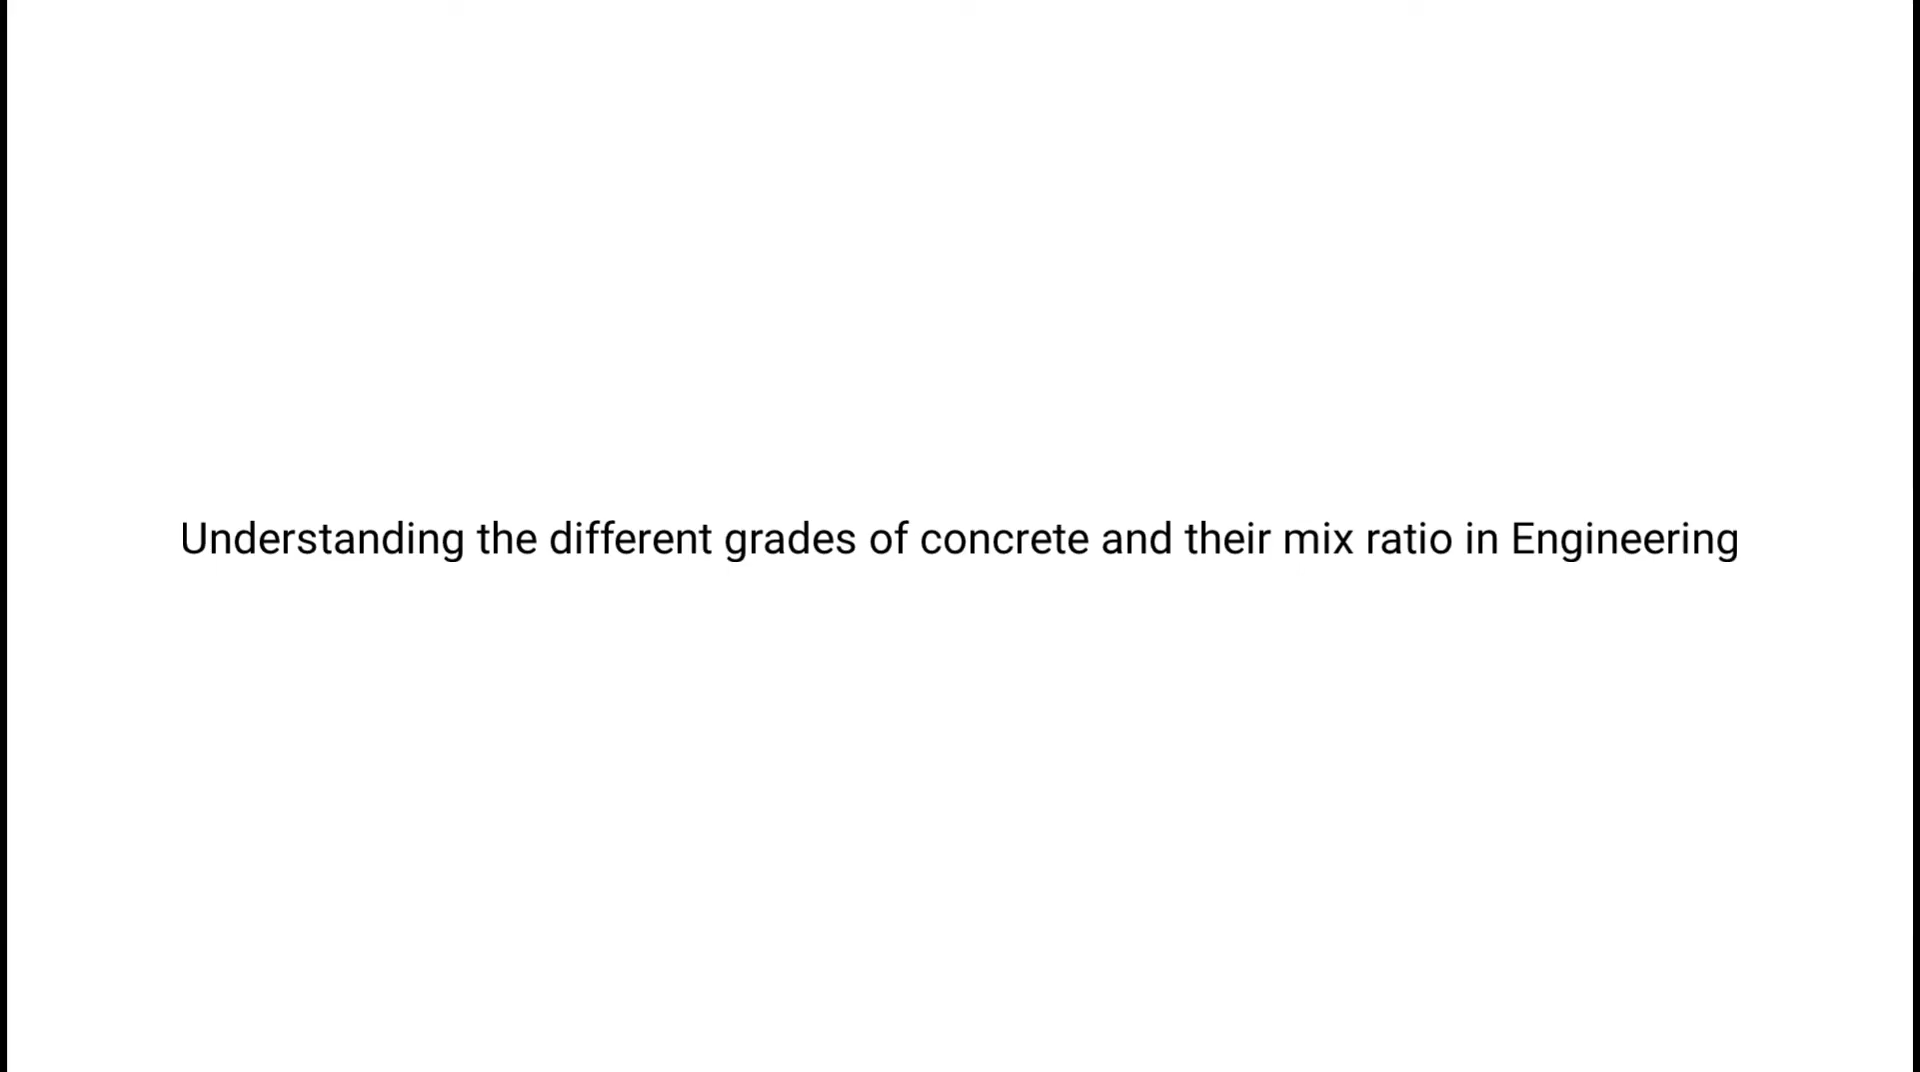 Understanding the different grades of concrete and their mix ratio in Engineering